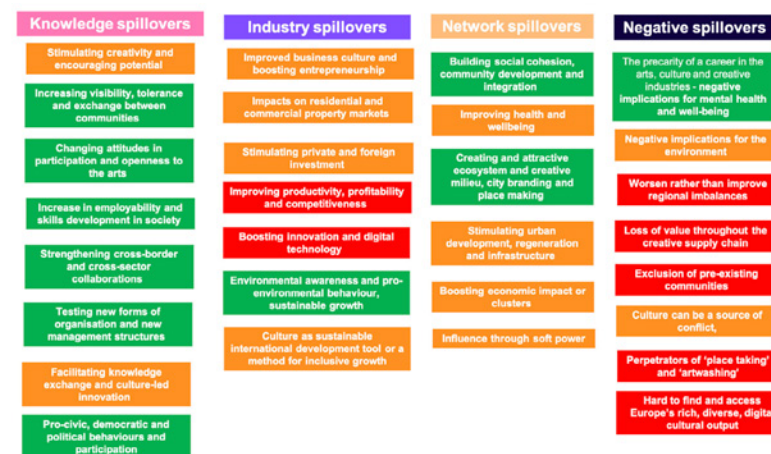 Knowledge spillovers
Stimulating creativity and
encouraging potential
Increasing visibility, tolerance
and exchange between
communities
Changing attitudes in
participation and openness to
the arts
Increase in employability and
skills development in society
Strengthening cross-border
and cross-sector
collaborations
Testing new forms of
organisation and new
management structures
Facilitating knowledge
exchange and culture-led
innovation
Pro-civic, democratic and
political behaviours and
participation
Industry spillovers
Improved business culture and
boosting entrepreneurship
Impacts on residential and
commercial property markets
Stimulating private and foreign
investment
Improving productivity, profitability
and competitiveness
Boosting innovation and digital
technology
Environmental awareness and pro-
environmental behaviour,
sustainable growth
Culture as sustainable
international development tool or a
method for inclusive growth
Network spillovers
Building social cohesion,
community development and
integration
Improving health and
wellbeing
Creating and attractive
ecosystem and creative
milieu, city branding and
place making
Stimulating urban
development, regeneration
and infrastructure
Boosting economic impact or
clusters
Influence through soft power
Negative spillovers
The precarity of a career in the
arts, culture and creative
industries - negative
implications for mental health
and well-being
Negative implications for the
environment
Worsen rather than improve
regional imbalances
Loss of value throughout the
creative supply chain
Exclusion of pre-existing
communities
Culture can be a source of
conflict,
Perpetrators of ‘place taking’
and ‘artwashing’
Hard to find and access
Europe's rich, diverse, digital
cultural output